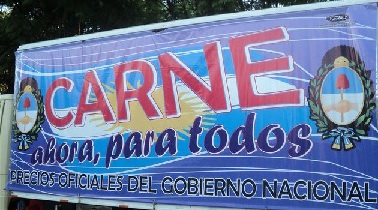 CARNE
ahora, para todos
PRECIOS OFICIALES DEL GOBIERNO NACIONAL